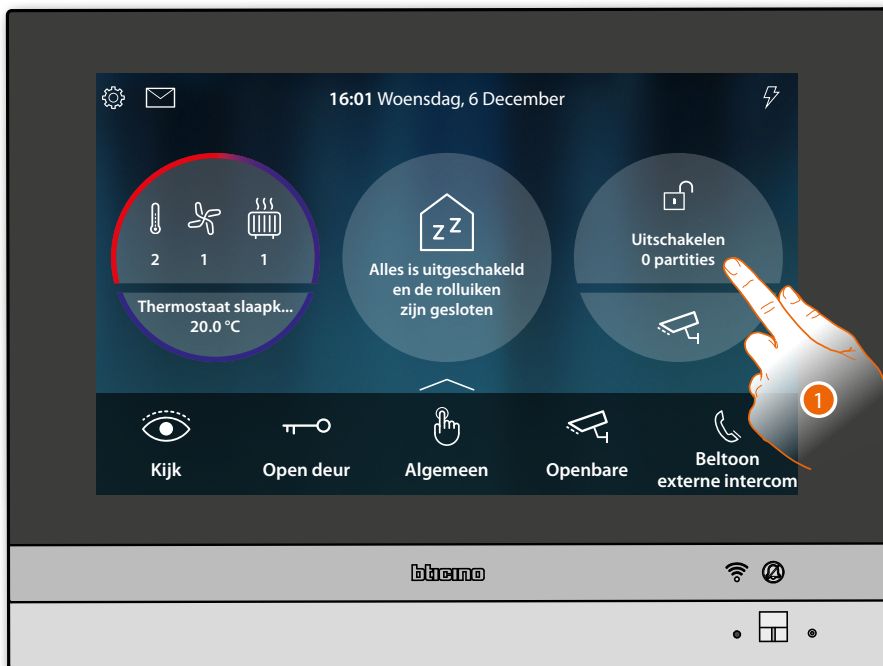 16:01 Woensdag, 6 December
2 1 1
Thermostaat slaapk...
20.0 °C
zz
Alles is uitgeschakeld
en de rolluiken
zijn gesloten
Uitschakelen
0 partities
1
Kijk
Open deur
Algemeen
Openbare
Beltoon
externe intercom
bticino